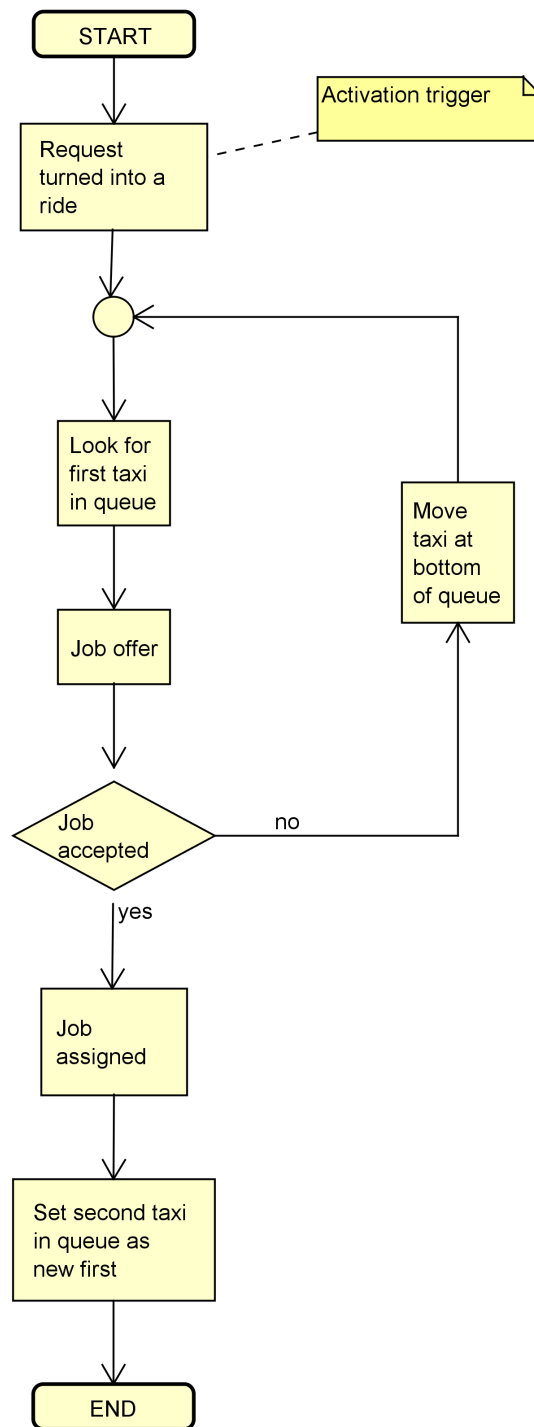 START
Activation trigger
Request
turned into a
ride
Look for
first taxi
in queue
Move
taxi at
bottom
of queue
Job offer
Job
accepted
no
yes
Job
assigned
Set second taxi
in queue as
new first
END